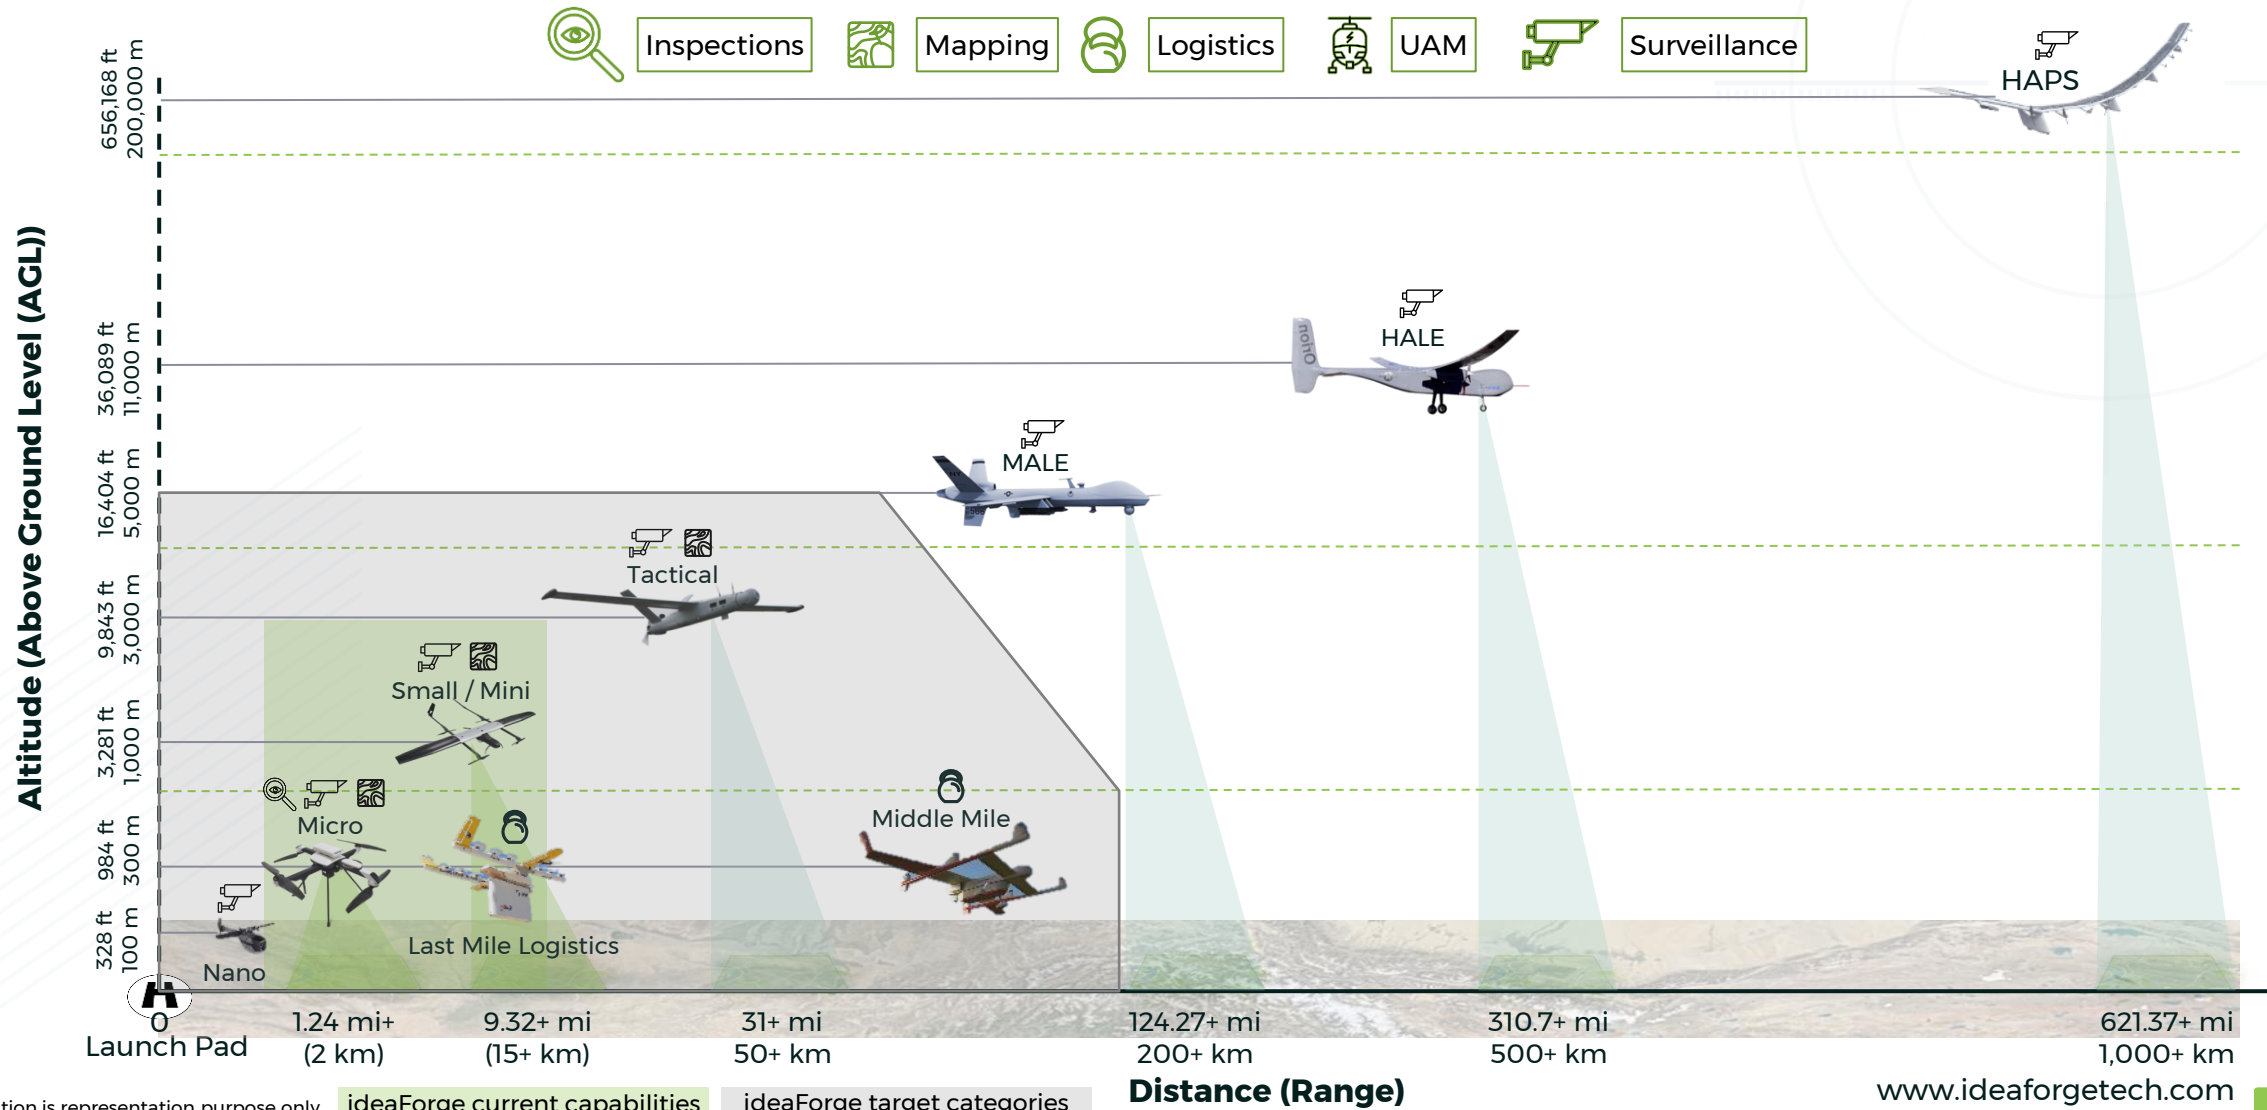 Inspections
Mapping
Logistics
UAM
Surveillance
HAPS
656,168 ft
200,000 m
Altitude (Above Ground Level (AGL))
36,089 ft
11,000 m
HALE
MALE
16,404 ft
5,000 m
Tactical
9,843 ft
3,000 m
Small / Mini
3,281 ft
1,000 m
Micro
Middle Mile
984 ft
300 m
Last Mile Logistics
328 ft
100 m
Nano
H
0
Launch Pad
1.24 mi+
(2 km)
9.32+ mi
(15+ km)
31+ mi
50+ km
124.27+ mi
200+ km
310.7+ mi
500+ km
621.37+ mi
1,000+ km
Distance (Range)
www.ideaforgetech.com
tion is representation purpose only
ideaForge current capabilities
ideaForge target categories